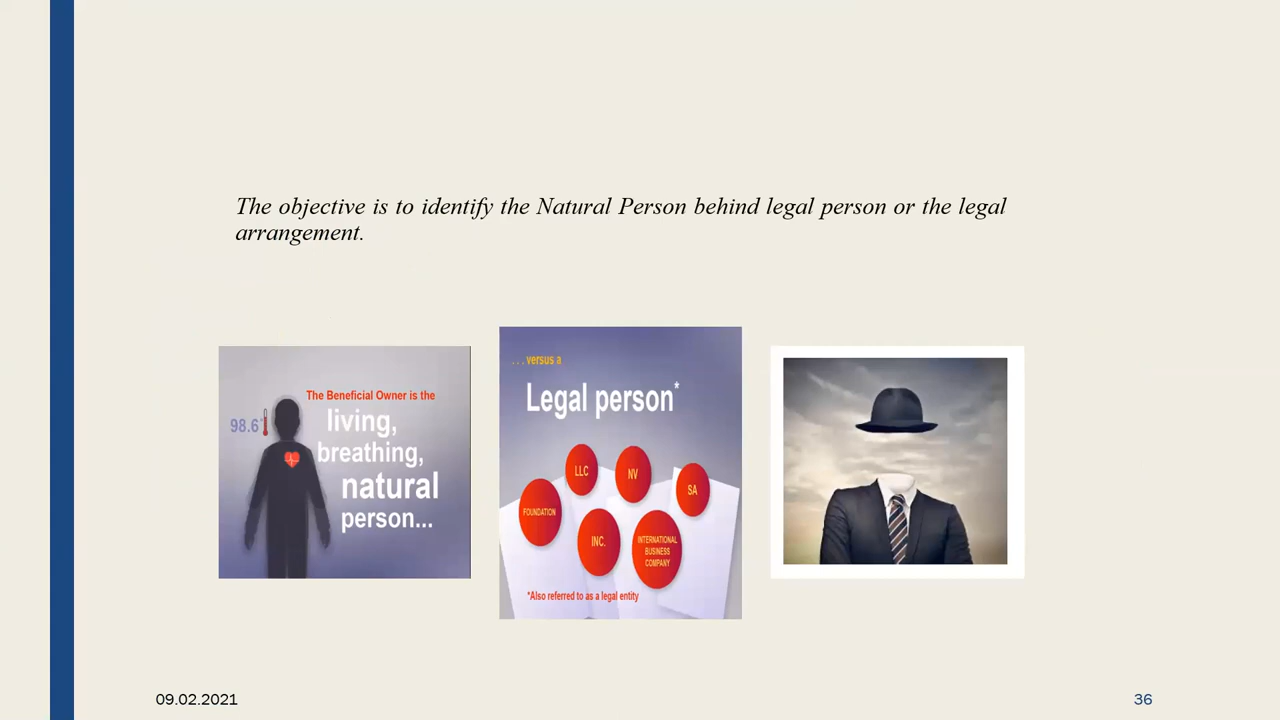 The objective is to identify the Natural Person behind legal person or the legal
arrangement.
The Beneficial Owner is the
98.6°
living,
breathing,
natural
person...
. . . versus a
Legal person*
LLC
NV
SA
FOUNDATION
INC.
INTERNATIONAL
BUSINESS
COMPANY
*Also referred to as a legal entity
09.02.2021
36